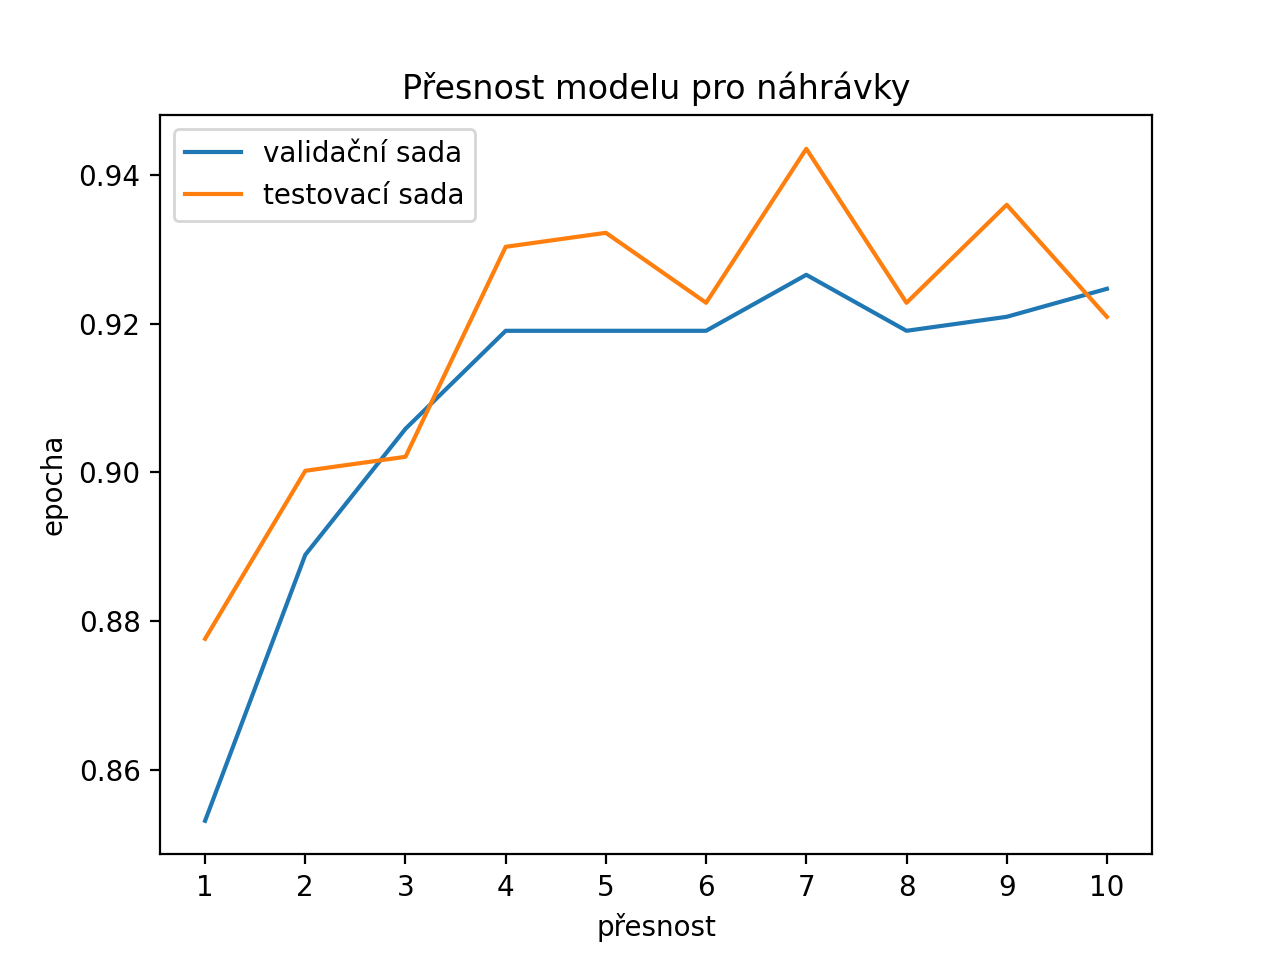 Přesnost modelu pro náhrávky
validační sada
testovací sada
0.94
0.92
0.90
0.88
0.86
epocha
1 2 3 4 5 6 7 8 9 10
přesnost